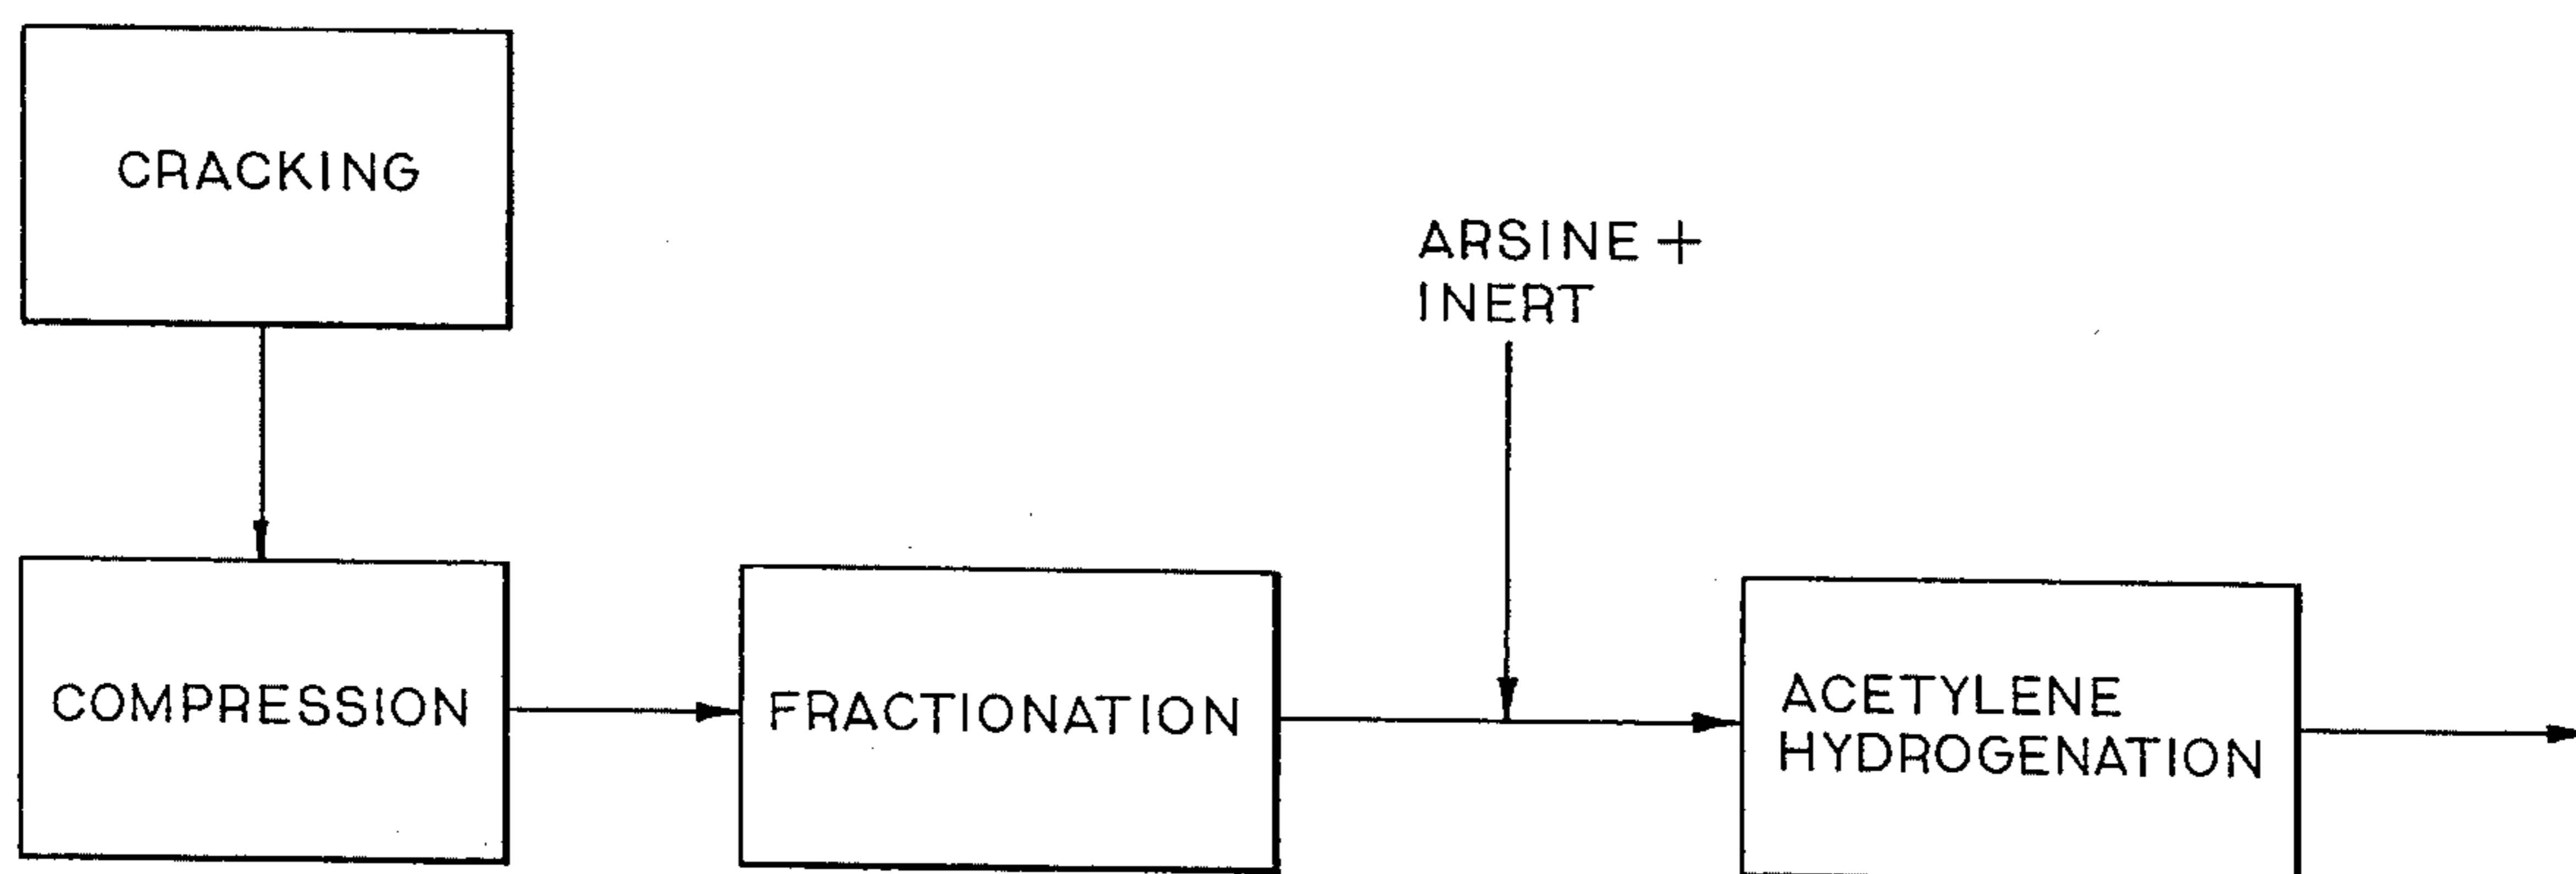 CRACKING
ARSINE +
INERT
COMPRESSION
FRACTIONATION
ACETYLENE
HYDROGENATION